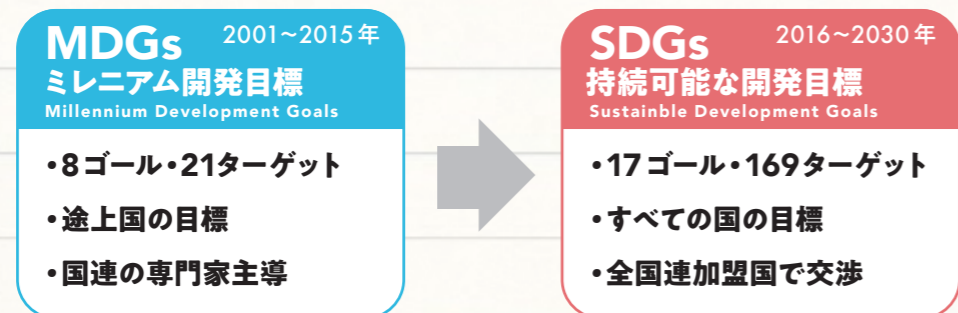 MDGs 2001~2015年
ミレニアム開発目標
Millennium Development Goals
・8ゴール・21ターゲット
・途上国の目標
・国連の専門家主導
SDGs 2016~2030年
持続可能な開発目標
Sustainble Development Goals
・17ゴール・169ターゲット
・すべての国の目標
・全国連加盟国で交渉